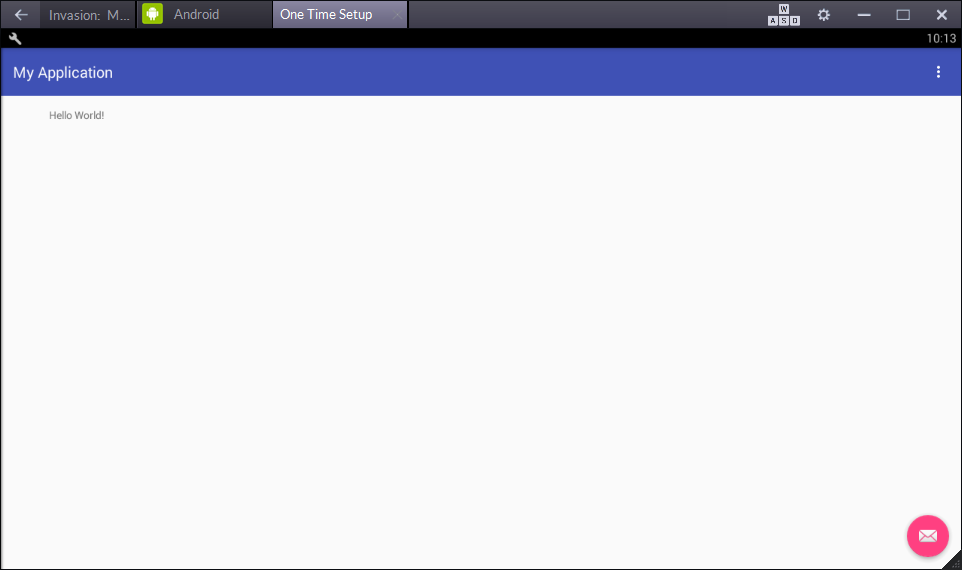 Invasion: M...
Android
One Time Setup
W
A S D
10:13
My Application
Hello World!